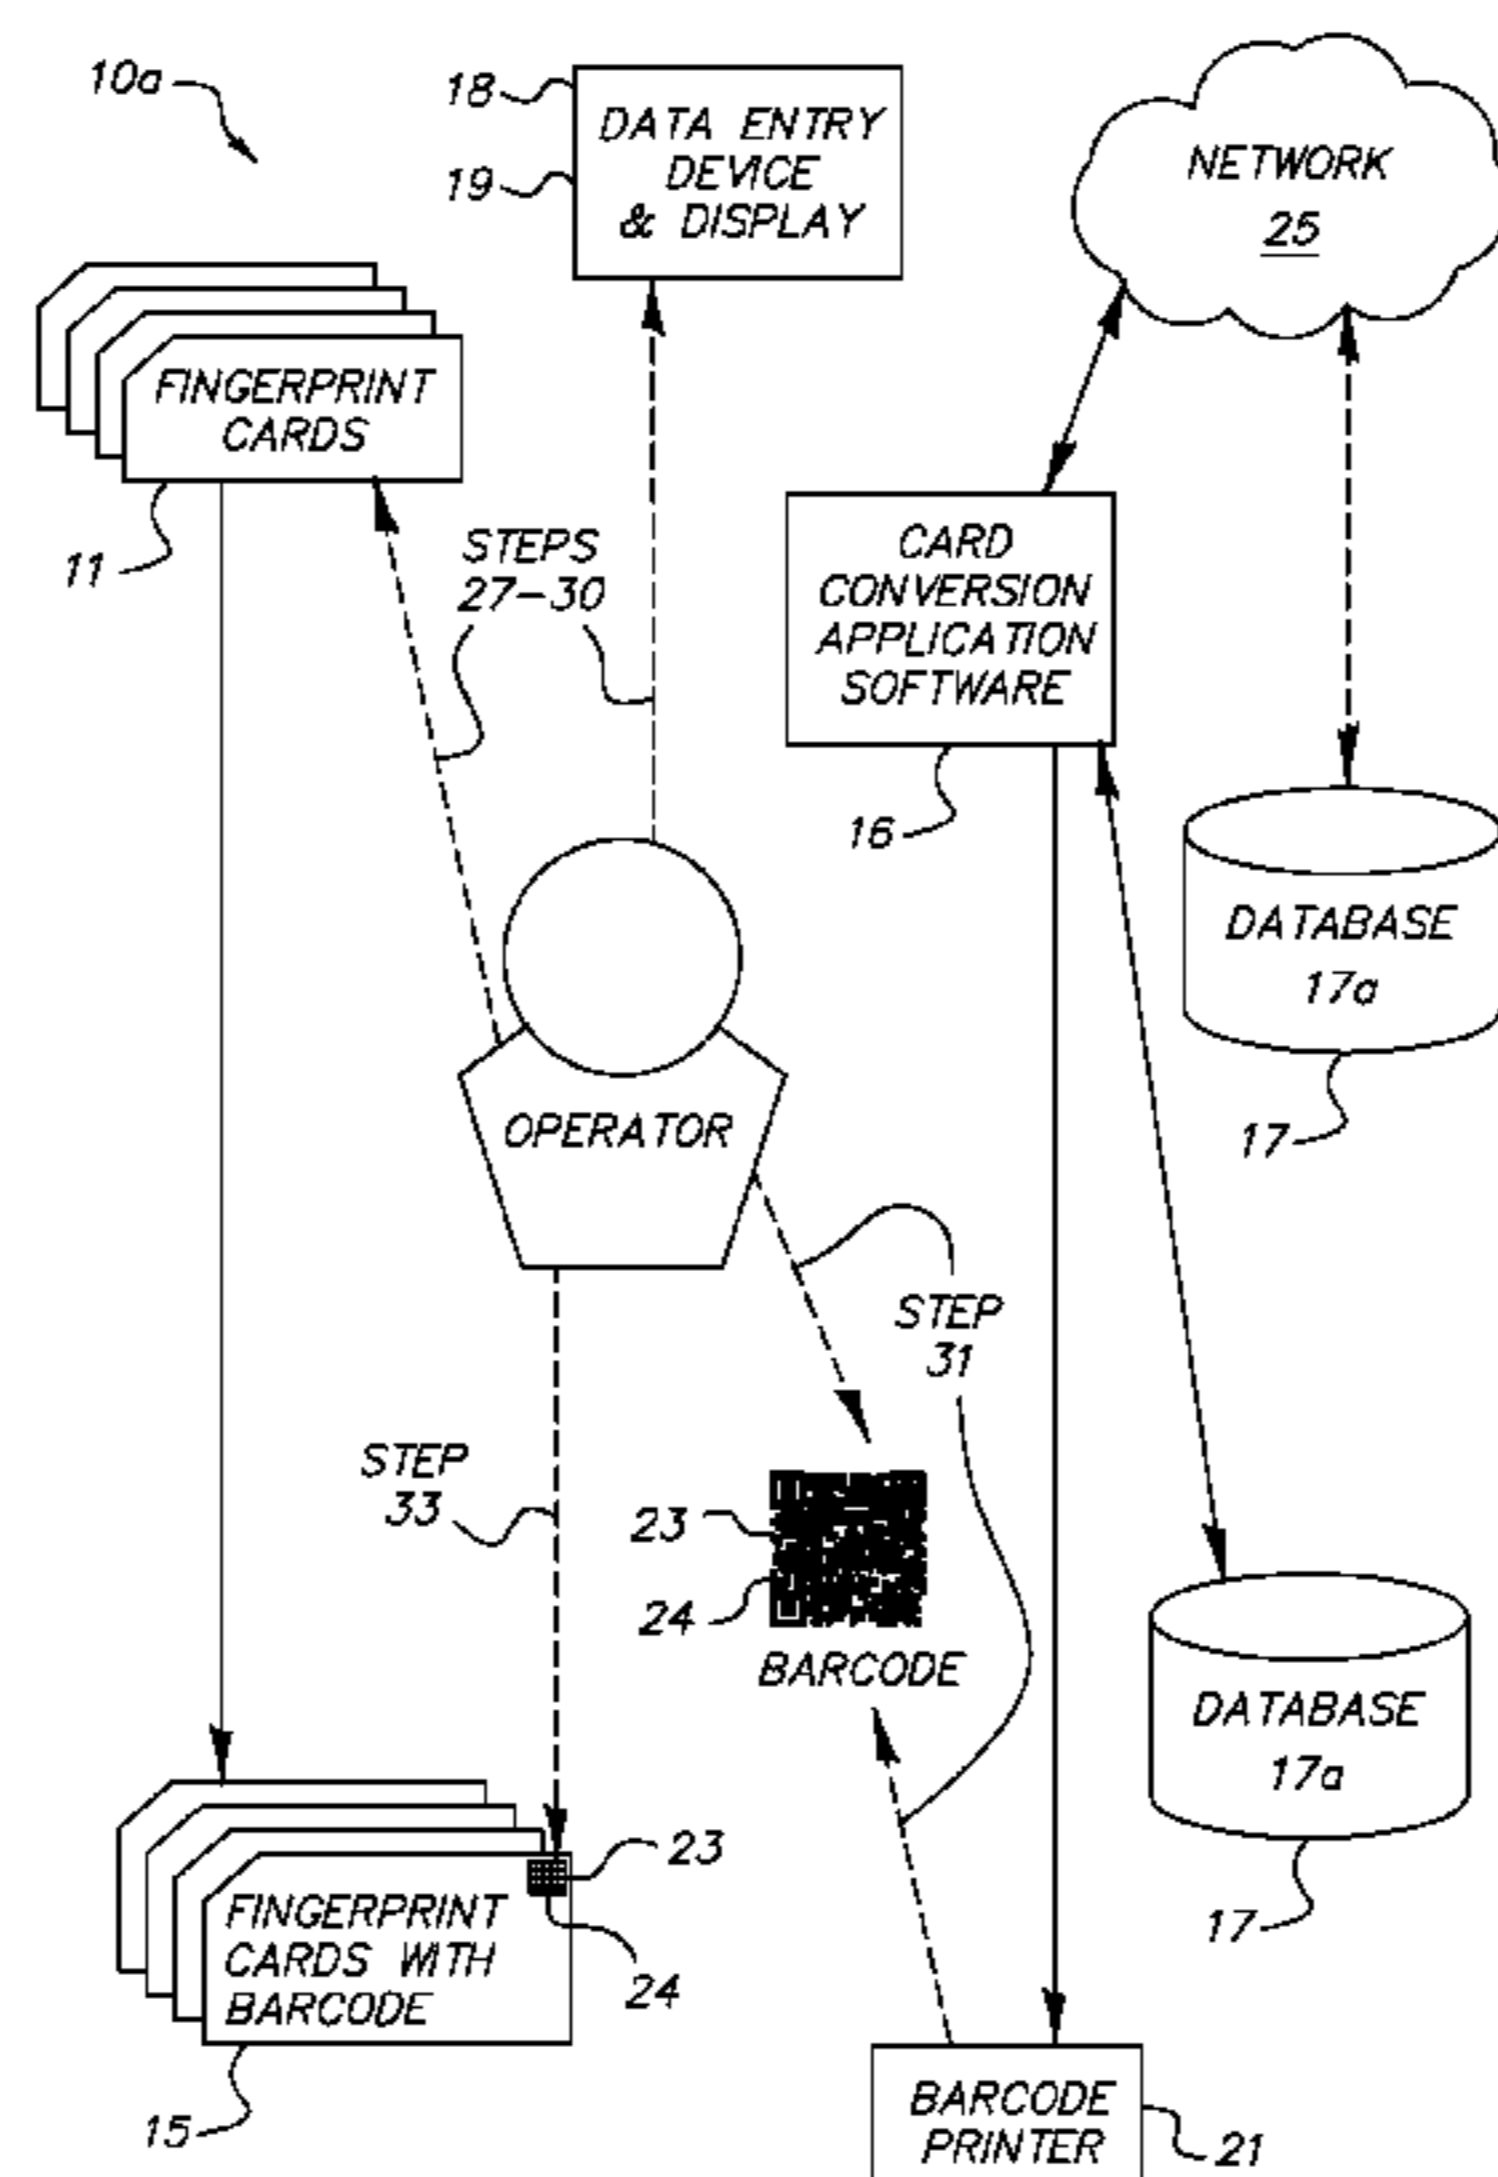 10a
18
19
DATA ENTRY
DEVICE
& DISPLAY
NETWORK
25
FINGERPRINT
CARDS
11
STEPS
27-30
CARD
CONVERSION
APPLICATION
SOFTWARE
16
DATABASE
17a
17
OPERATOR
STEP
31
STEP
33
23
24
BARCODE
DATABASE
17a
17
23
24
FINGERPRINT
CARDS WITH
BARCODE
15
BARCODE
PRINTER
21